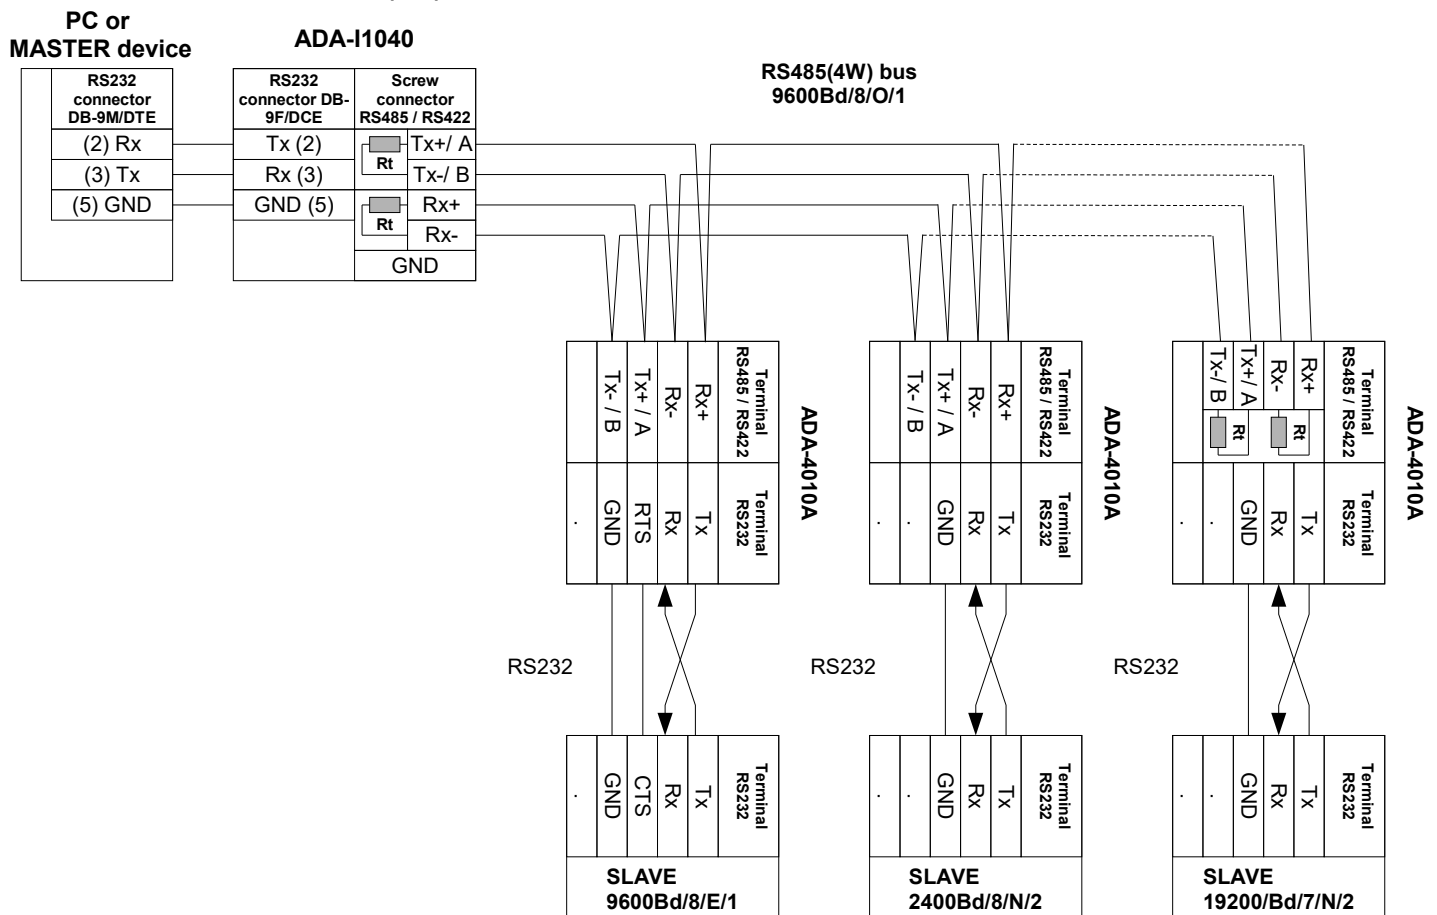 PC or
MASTER device
ADA-I1040
RS485(4W) bus
9600Bd/8/O/1
RS232
connector
DB-9M/DTE
(2) Rx
(3) Tx
(5) GND
RS232
connector DB-
9F/DCE
Tx (2)
Rx (3)
GND (5)
Screw
connector
RS485 / RS422
Rt
Tx+/ A
Tx-/ B
Rt
Rx+
Rx-
GND
Terminal
RS485 / RS422
Rx+
Rx-
Tx+ / A
Tx- / B
Terminal
RS232
Tx
Rx
RTS
GND
.
ADA-4010A
RS232
Terminal
RS232
Tx
Rx
CTS
GND
.
SLAVE
9600Bd/8/E/1
Terminal
RS485 / RS422
Rx+
Rx-
Tx+ / A
Tx- / B
Terminal
RS232
Tx
Rx
GND
.
.
ADA-4010A
RS232
Terminal
RS232
Tx
Rx
GND
.
.
SLAVE
2400Bd/8/N/2
Terminal
RS485 / RS422
Rx+
Rx-
Tx+/ A
Tx-/ B
Rt
Rt
Terminal
RS232
Tx
Rx
GND
.
.
ADA-4010A
RS232
Terminal
RS232
Tx
Rx
GND
.
.
SLAVE
19200/Bd/7/N/2